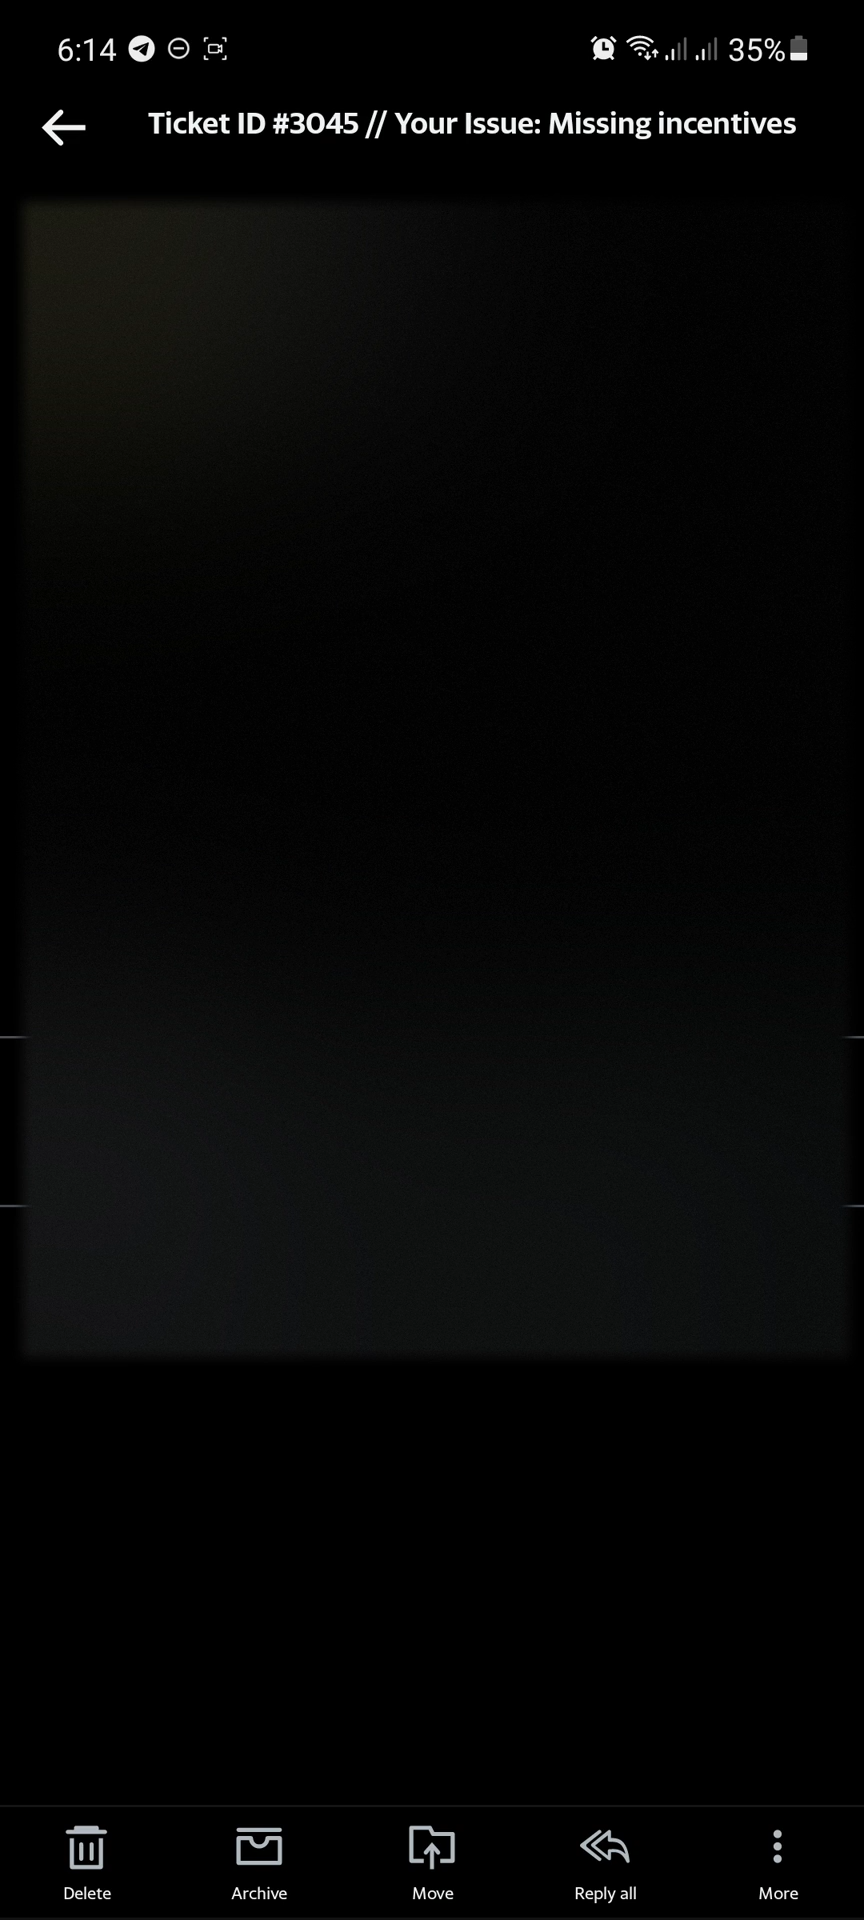 6:14 35%
Ticket ID #3045 // Your Issue: Missing incentives
Delete Archive Move Reply all More